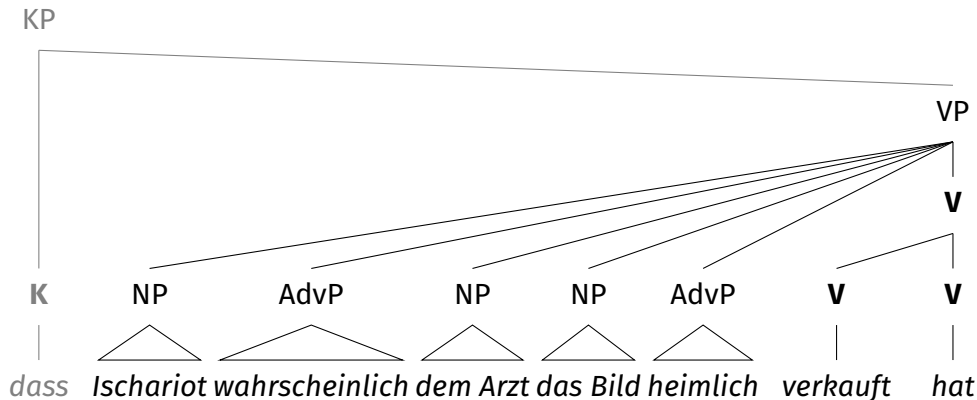 KP
VP
V
K NP AdvP NP NP AdvP V V
dass Ischariot wahrscheinlich dem Arzt das Bild heimlich verkauft hat